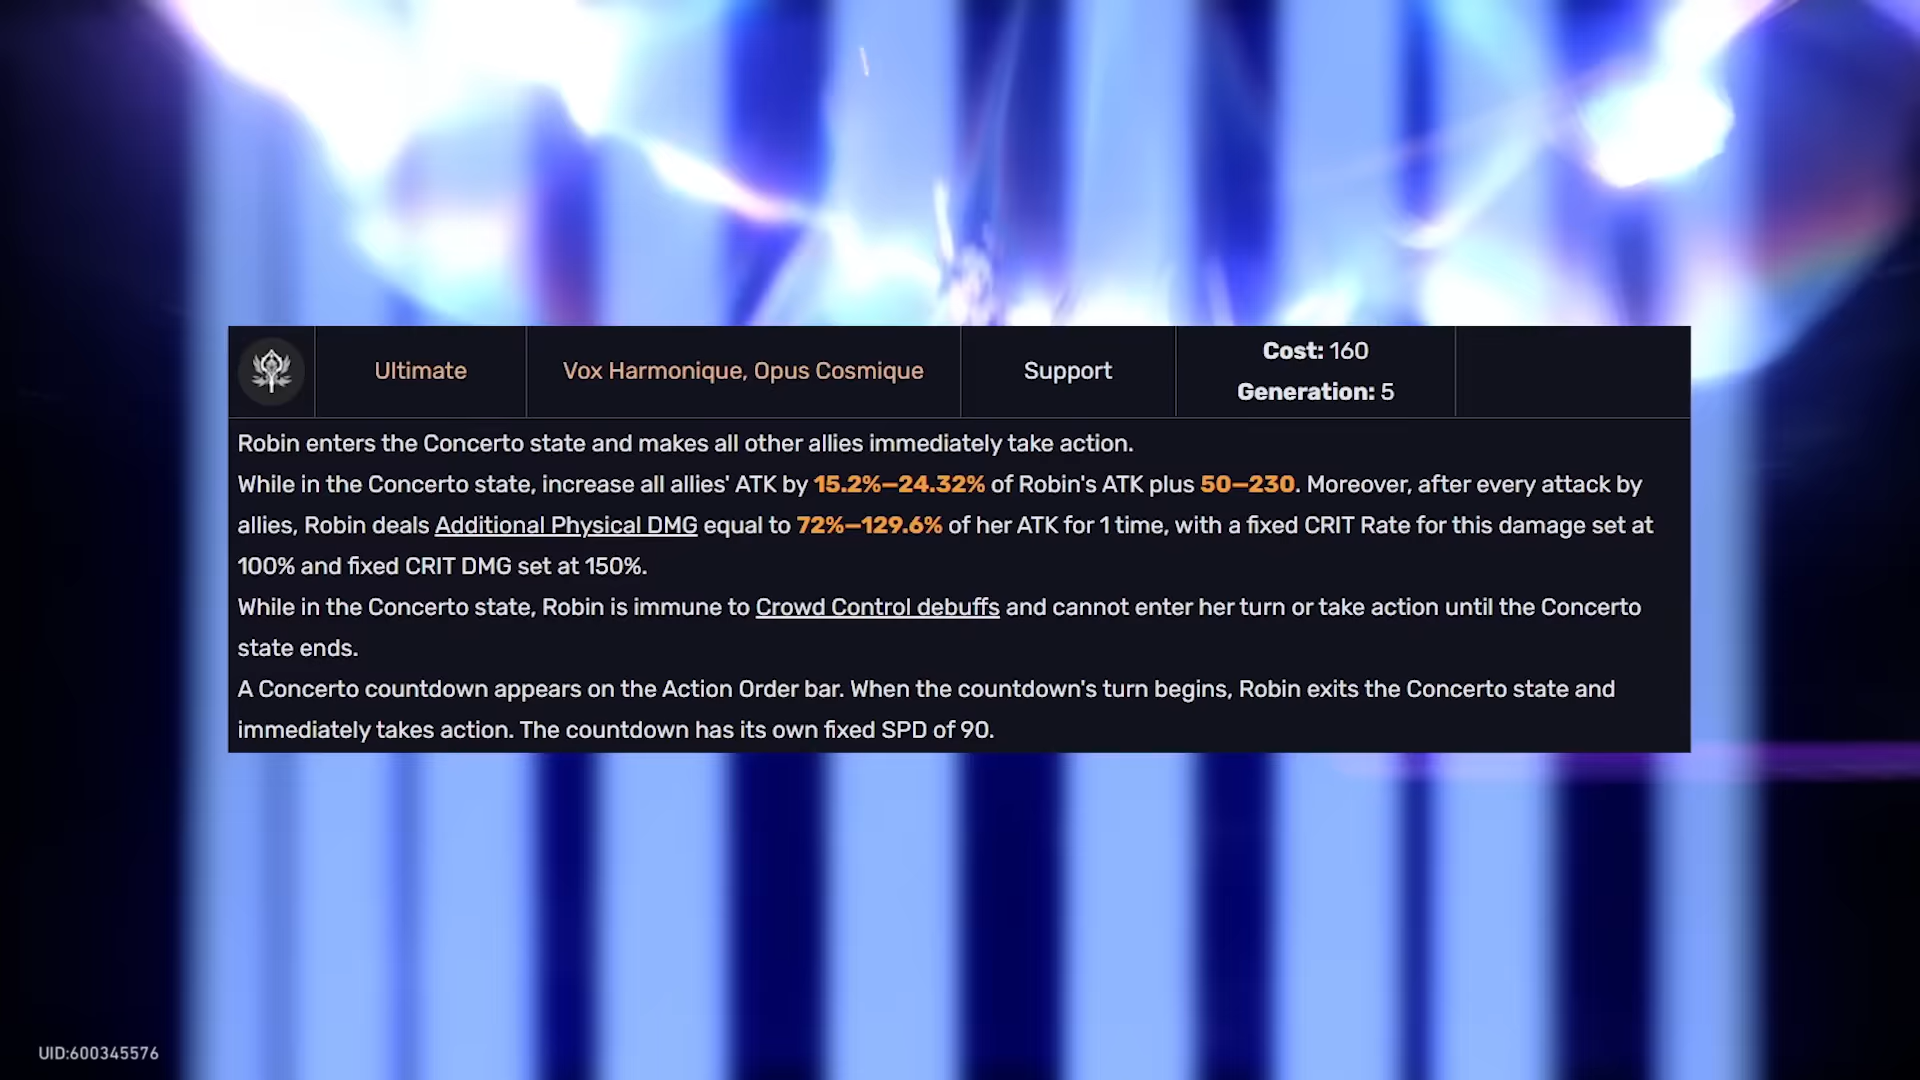 Ultimate
Vox Harmonique, Opus Cosmique
Support
Cost: 160
Generation: 5
Robin enters the Concerto state and makes all other allies immediately take action.
While in the Concerto state, increase all allies' ATK by 15.2%—24.32% of Robin's ATK plus 50—230. Moreover, after every attack by
allies, Robin deals Additional Physical DMG equal to 72%—129.6% of her ATK for 1 time, with a fixed CRIT Rate for this damage set at
100% and fixed CRIT DMG set at 150%.
While in the Concerto state, Robin is immune to Crowd Control debuffs and cannot enter her turn or take action until the Concerto
state ends.
A Concerto countdown appears on the Action Order bar. When the countdown's turn begins, Robin exits the Concerto state and
immediately takes action. The countdown has its own fixed SPD of 90.
UID:600345576